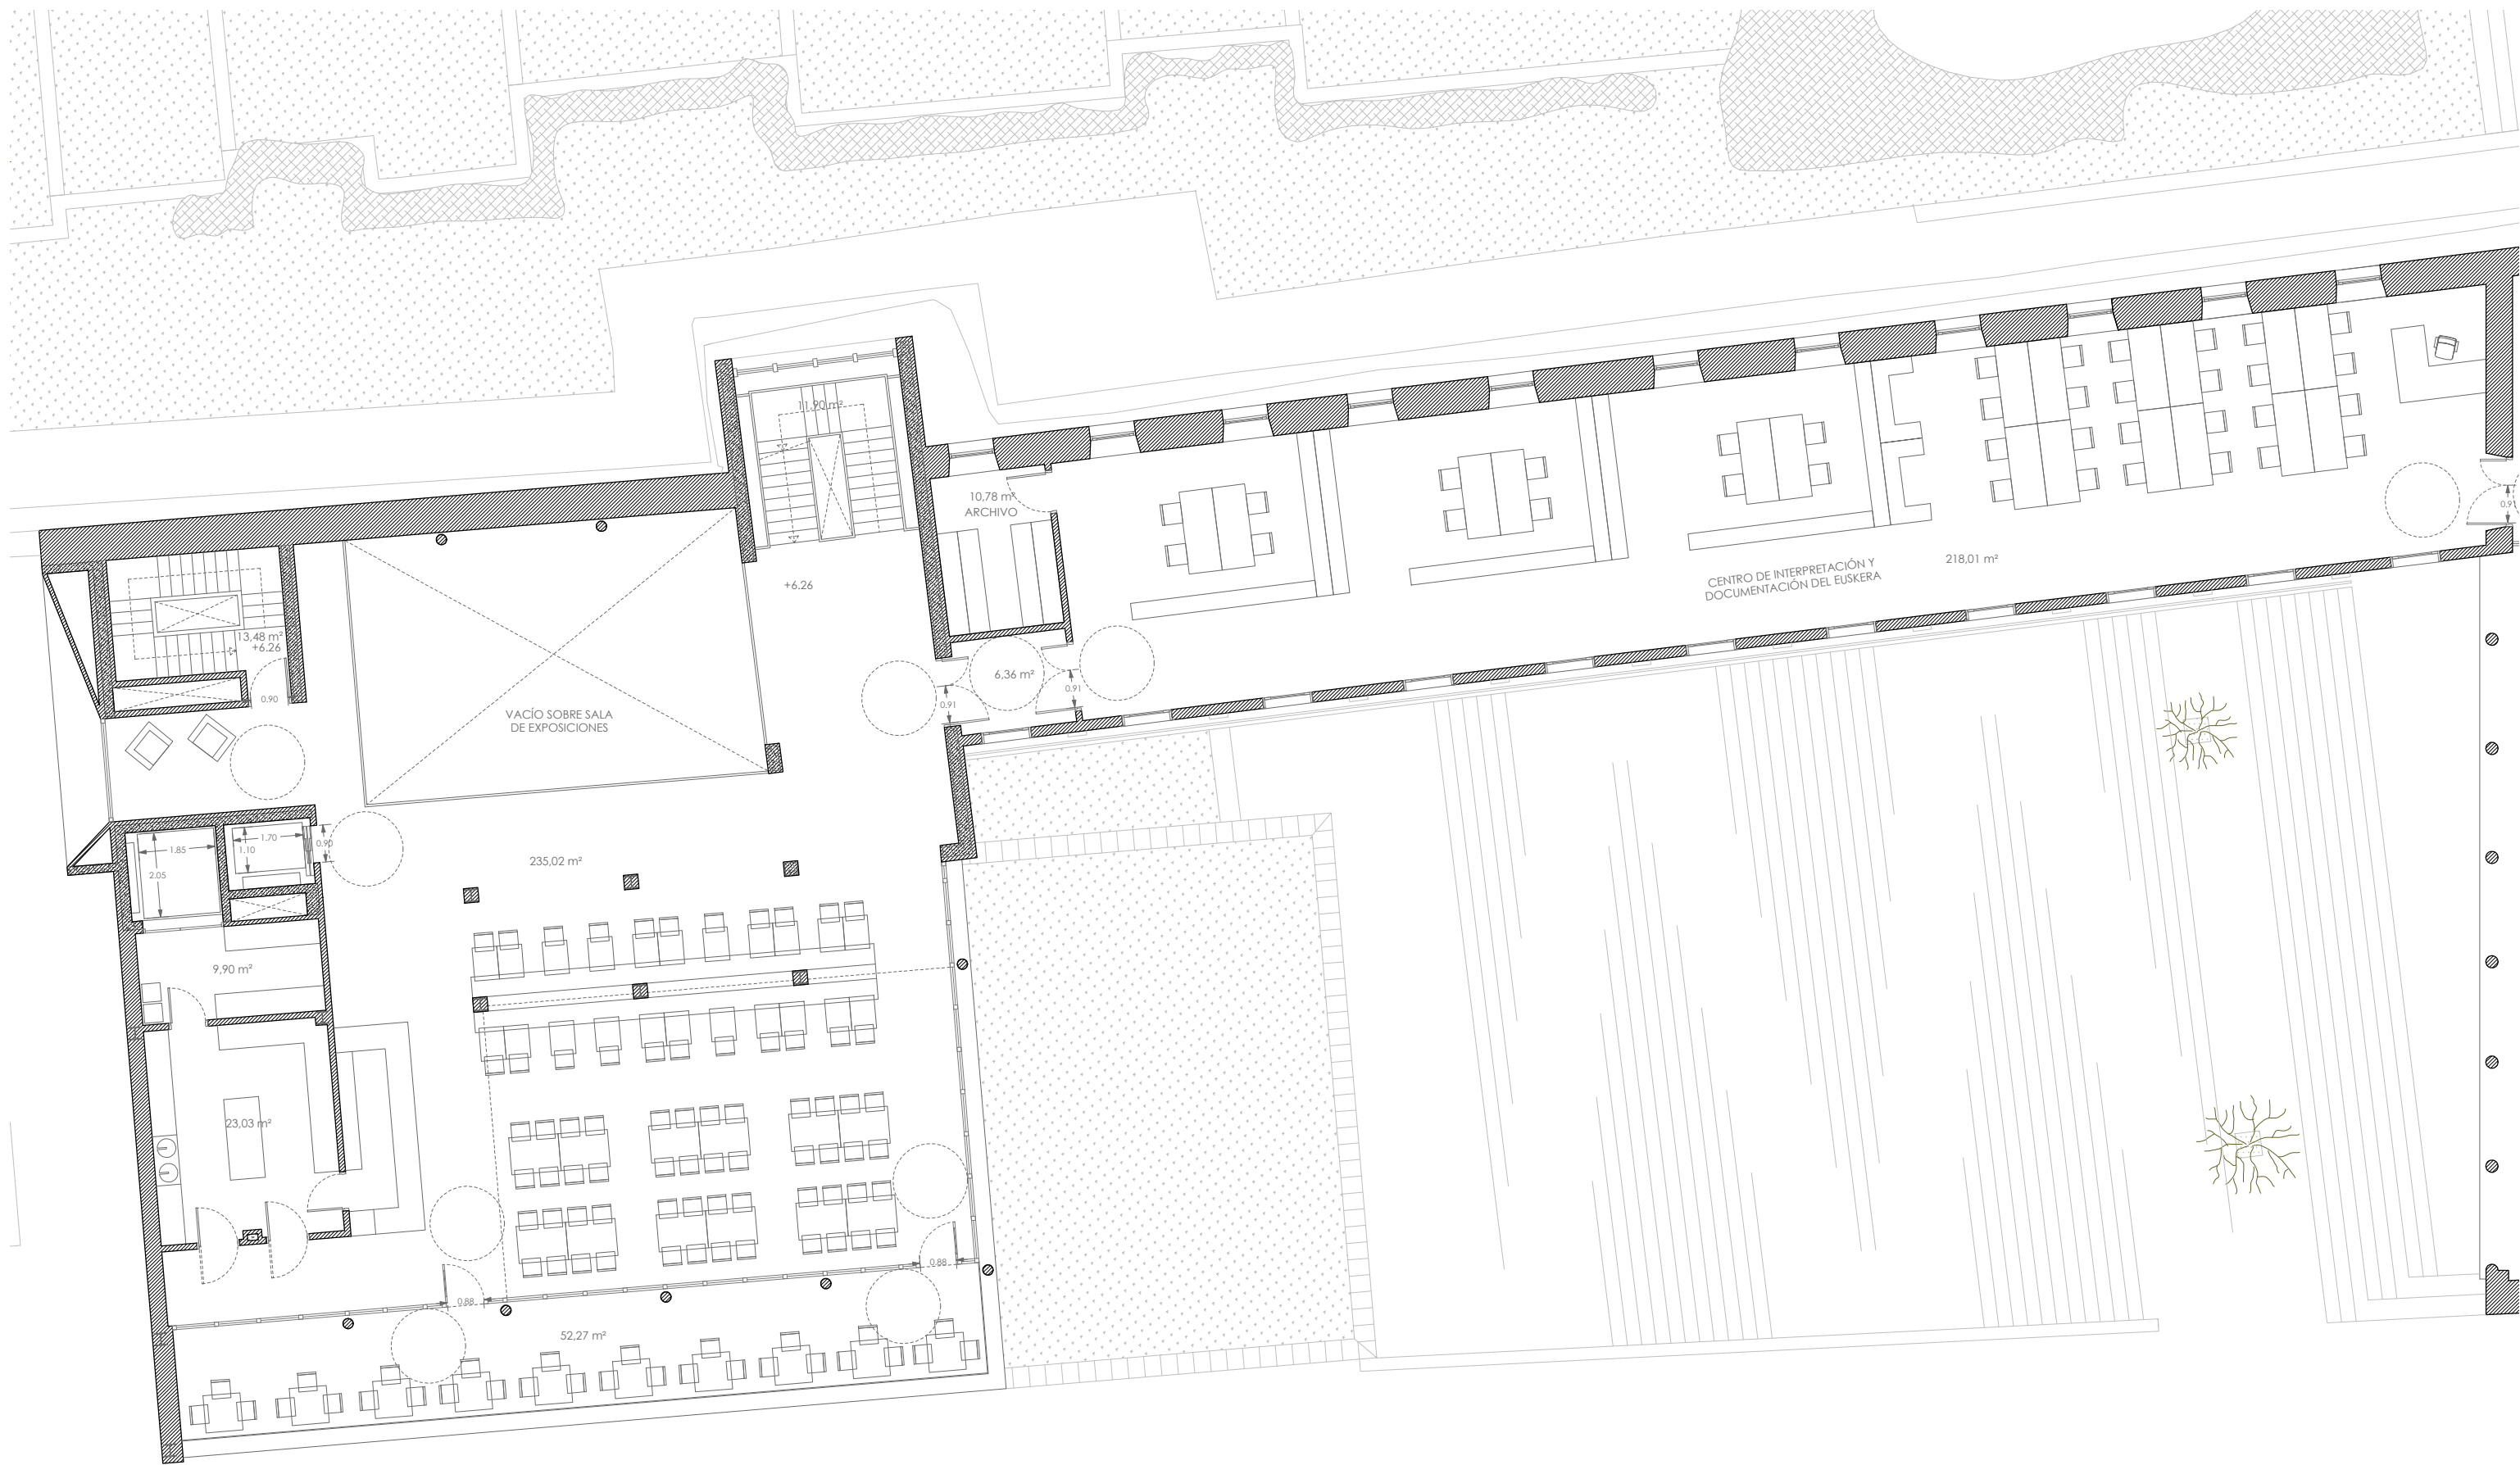 11,90 m²
10,78 m²
ARCHIVO
CENTRO DE INTERPRETACIÓN Y
DOCUMENTACIÓN DEL EUSKERA
218,01 m²
0.91
+6.26
13,48 m²
+6.26
0.90
6,36 m²
0.91
0.91
VACÍO SOBRE SALA
DE EXPOSICIONES
1.85
2.05
1.70
1.10
0.90
235,02 m²
9,90 m²
23,03 m²
0.88
0.88
52,27 m²